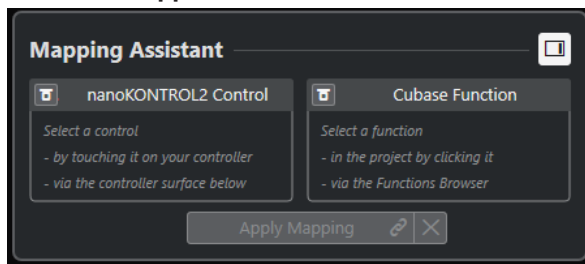 Mapping Assistant
nanoKONTROL2 Control
Cubase Function
Select a control
- by touching it on your controller
- via the controller surface below
Select a function
- in the project by clicking it
- via the Functions Browser
Apply Mapping